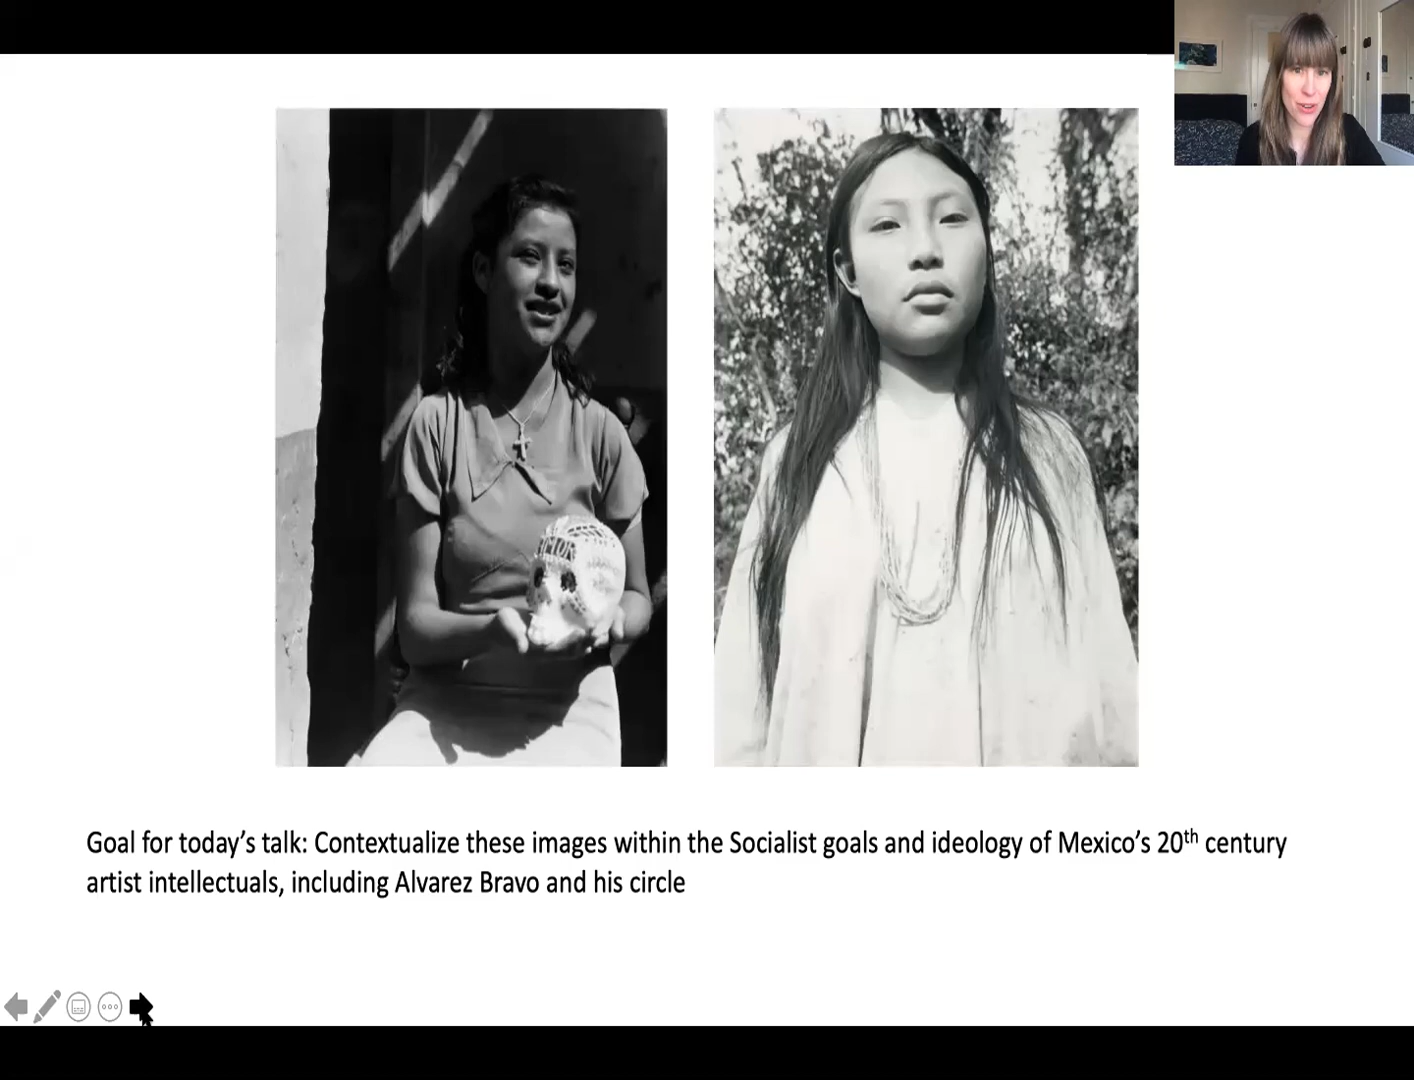 AMOR
Goal for today’s talk: Contextualize these images within the Socialist goals and ideology of Mexico’s 20th century
artist intellectuals, including Alvarez Bravo and his circle